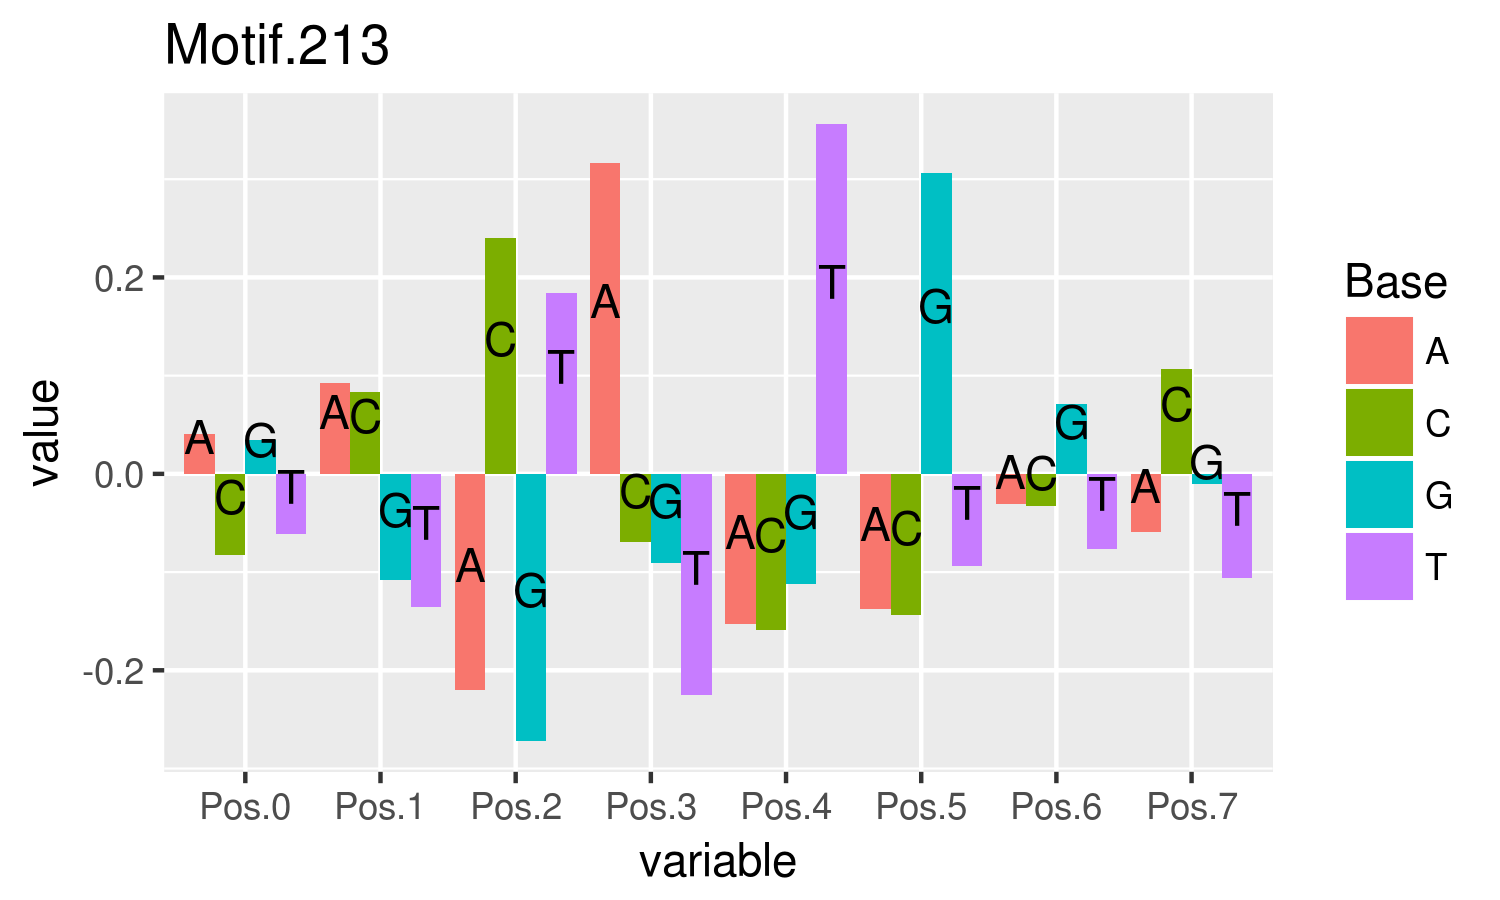 Motif.213
value
0.2
0.0
-0.2
A C G T
A C G T
A C G T
A C G T
A C G T
A C G T
A C G T
A C G T
Pos.0 Pos.1 Pos.2 Pos.3 Pos.4 Pos.5 Pos.6 Pos.7
variable
Base
A
C
G
T